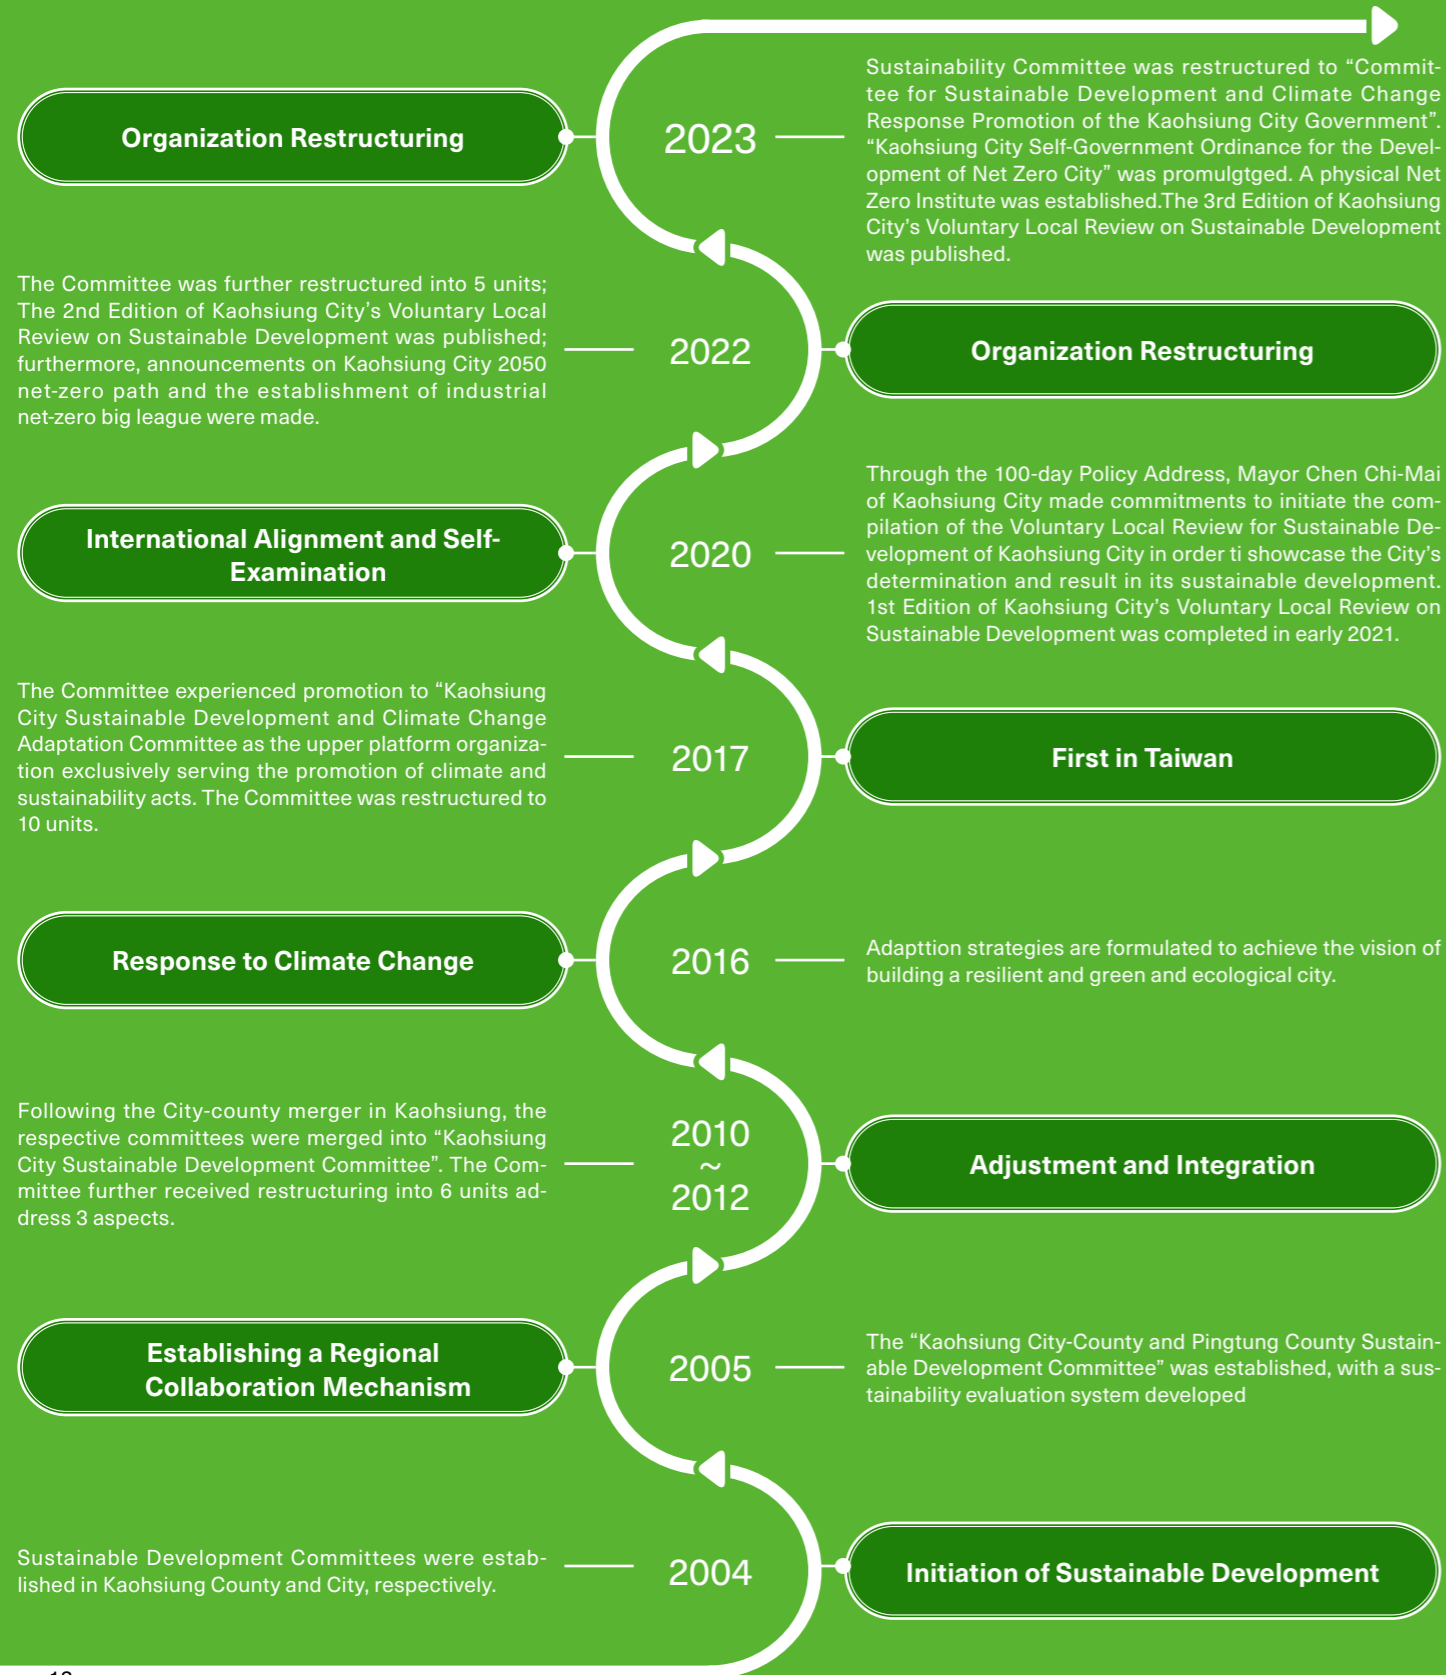 Organization Restructuring
2023
Sustainability Committee was restructured to “Commit-
tee for Sustainable Development and Climate Change
Response Promotion of the Kaohsiung City Government”.
“Kaohsiung City Self-Government Ordinance for the Devel-
opment of Net Zero City” was promulgtged. A physical Net
Zero Institute was established.The 3rd Edition of Kaohsiung
City’s Voluntary Local Review on Sustainable Development
was published.
The Committee was further restructured into 5 units;
The 2nd Edition of Kaohsiung City’s Voluntary Local
Review on Sustainable Development was published;
furthermore, announcements on Kaohsiung City 2050
net-zero path and the establishment of industrial
net-zero big league were made.
2022
Organization Restructuring
International Alignment and Self-
Examination
2020
Through the 100-day Policy Address, Mayor Chen Chi-Mai
of Kaohsiung City made commitments to initiate the com-
pilation of the Voluntary Local Review for Sustainable De-
velopment of Kaohsiung City in order ti showcase the City’s
determination and result in its sustainable development.
1st Edition of Kaohsiung City’s Voluntary Local Review on
Sustainable Development was completed in early 2021.
The Committee experienced promotion to “Kaohsiung
City Sustainable Development and Climate Change
Adaptation Committee as the upper platform organiza-
tion exclusively serving the promotion of climate and
sustainability acts. The Committee was restructured to
10 units.
2017
First in Taiwan
Response to Climate Change
2016
Adapttion strategies are formulated to achieve the vision of
building a resilient and green and ecological city.
Following the City-county merger in Kaohsiung, the
respective committees were merged into “Kaohsiung
City Sustainable Development Committee”. The Com-
mittee further received restructuring into 6 units ad-
dress 3 aspects.
2010
~
2012
Adjustment and Integration
Establishing a Regional
Collaboration Mechanism
2005
The “Kaohsiung City-County and Pingtung County Sustain-
able Development Committee” was established, with a sus-
tainability evaluation system developed
Sustainable Development Committees were estab-
lished in Kaohsiung County and City, respectively.
2004
Initiation of Sustainable Development